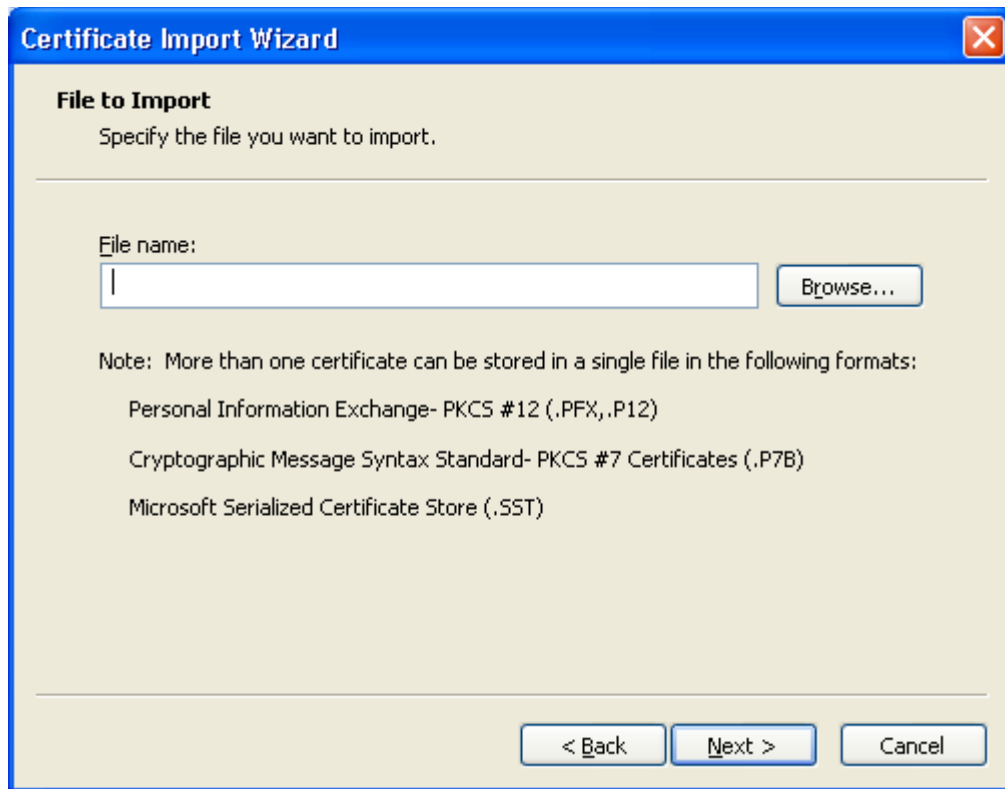 Certificate Import Wizard
File to Import
Specify the file you want to import.
File name:
Browse...
Note:  More than one certificate can be stored in a single file in the following formats:
Personal Information Exchange- PKCS #12 (.PFX,.P12)
Cryptographic Message Syntax Standard- PKCS #7 Certificates (.P7B)
Microsoft Serialized Certificate Store (.SST)
< Back
Next >
Cancel